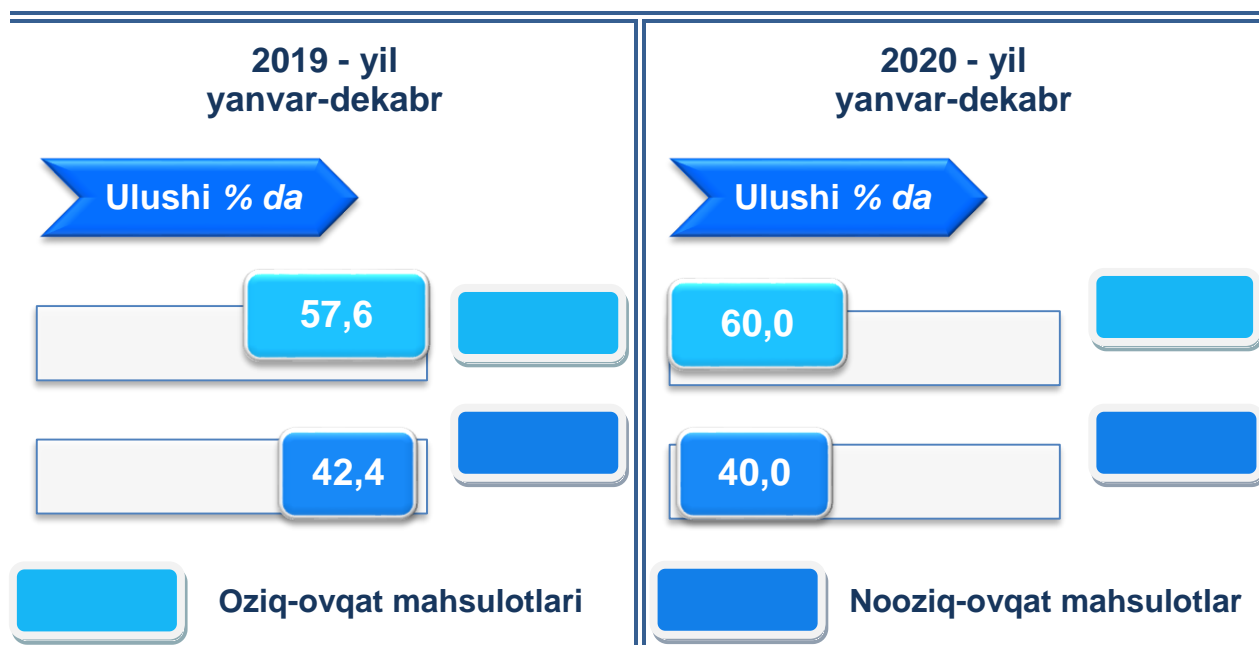 2019 - yil
yanvar-dekabr
Ulushi % da
57,6
42,4
Oziq-ovqat mahsulotlari
2020 - yil
yanvar-dekabr
Ulushi % da
60,0
40,0
Nooziq-ovqat mahsulotlar